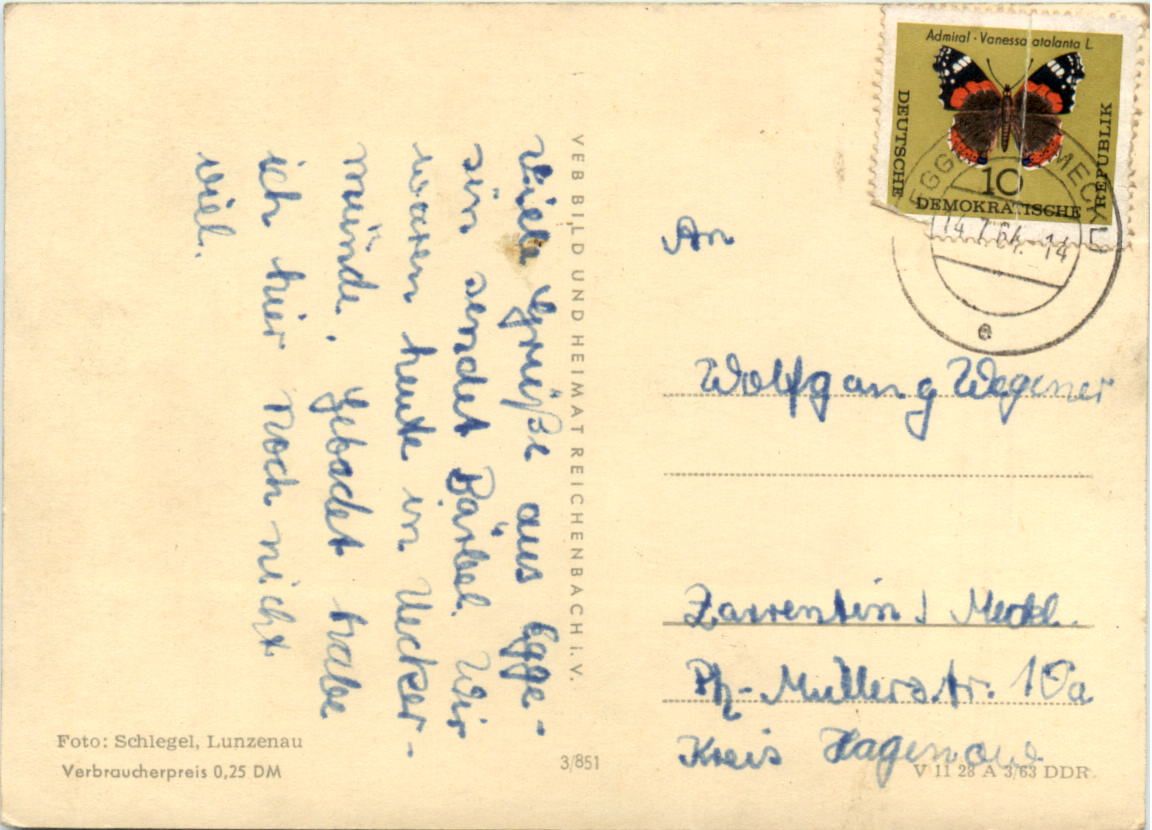 Viele Grüße aus Egge-
sin sendet Bärbel. Wir
waren heute in Uecker-
münde. Gebadet habe
ich hier noch nicht
viel.
VEB BILD UND HEIMAT REICHENBACH I. V.
Foto: Schlegel, Lunzenau
Verbraucherpreis 0,25 DM
3/851
Admiral · Vanessa atalanta L.
DEUTSCHE
DEMOKRATISCHE
REPUBLIK
10
14.7.64.-14
e
An
Wolfgang Wegener
Zarrentin / Meckl.
Ph-Müllerstr. 10a
Kreis Hagenow
V 11 28 A 3/63 DDR